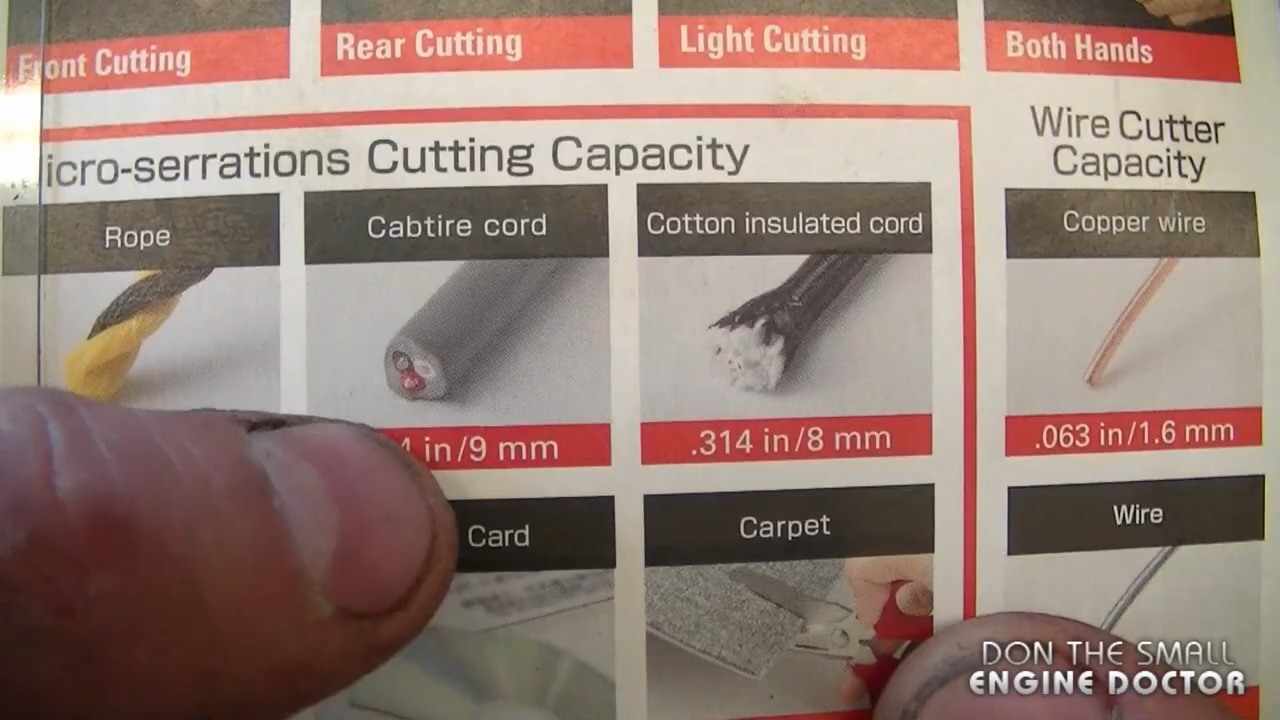 Front Cutting
Rear Cutting
Light Cutting
Both Hands
icro-serrations Cutting Capacity
Wire Cutter
Capacity
Rope
Cabtire cord
Cotton insulated cord
Copper wire
in/9 mm
.314 in/8 mm
.063 in/1.6 mm
Card
Carpet
Wire
DON THE SMALL
ENGINE DOCTOR